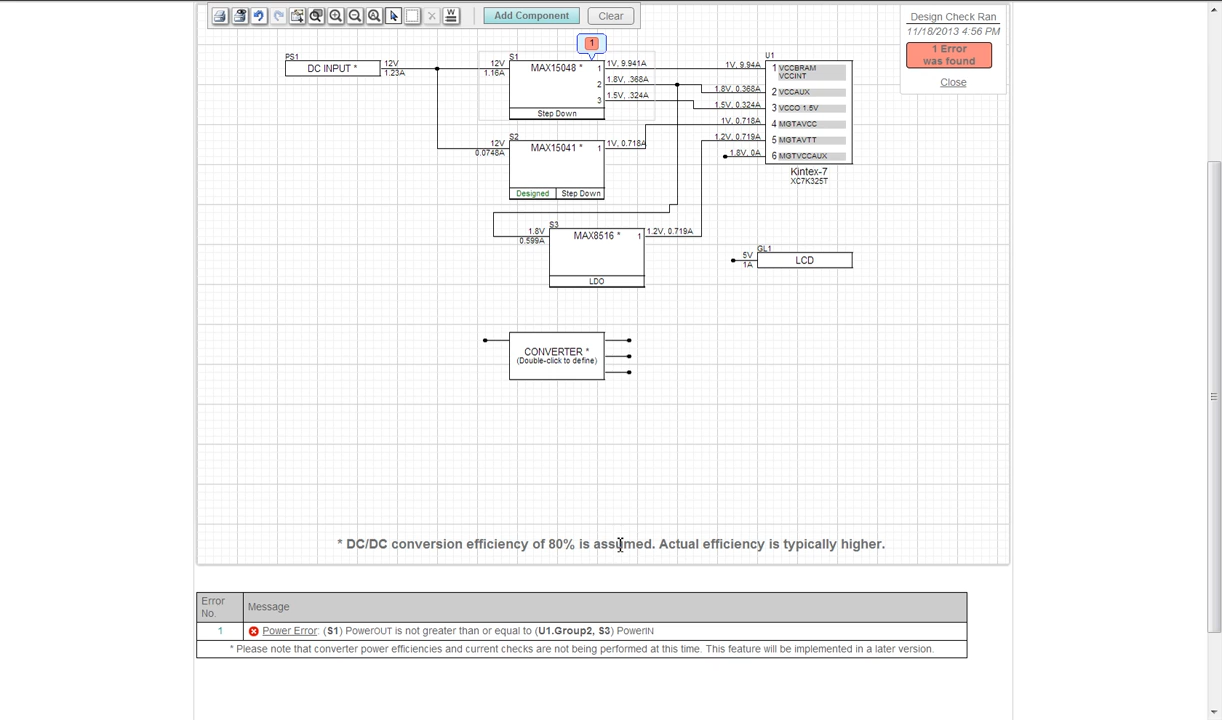 W
Add Component
Clear
Design Check Ran
11/18/2013 4:56 PM
1 Error
was found
Close
1
PS1
DC INPUT *
12V
1.23A
12V
1.16A
S1
MAX15048 *
1
2
3
Step Down
1V, 9.941A
1.8V, .368A
1.5V, .324A
U1
1V, 9.94A
1.8V, 0.368A
1.5V, 0.324A
1V, 0.718A
1.2V, 0.719A
1.8V, 0A
1 VCCBRAM
VCCINT
2 VCCAUX
3 VCCO 1.5V
4 MGTAVCC
5 MGTAVTT
6 MGTVCCAUX
Kintex-7
XC7K325T
12V
0.0748A
S2
MAX15041 *
1
1V, 0.718A
Designed
Step Down
1.8V
0.599A
S3
MAX8516 *
1
1.2V, 0.719A
LDO
GL1
5V
1A
LCD
CONVERTER *
(Double-click to define)
* DC/DC conversion efficiency of 80% is assumed. Actual efficiency is typically higher.
Error
No.
Message
1
Power Error: (S1) PowerOUT is not greater than or equal to (U1.Group2, S3) PowerIN
* Please note that converter power efficiencies and current checks are not being performed at this time. This feature will be implemented in a later version.